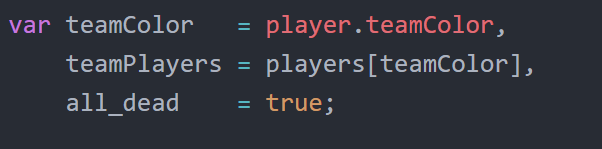 var teamColor   = player.teamColor,
    teamPlayers = players[teamColor],
    all_dead    = true;